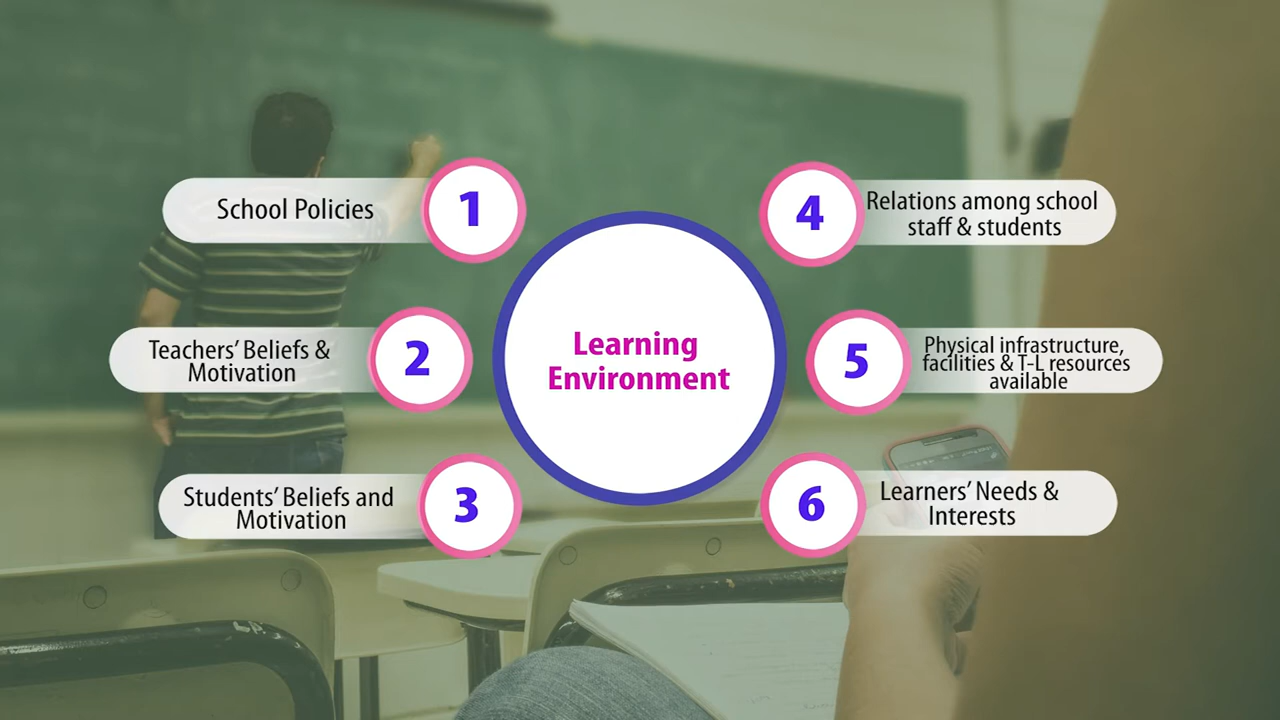 School Policies
1
Teachers’ Beliefs &
Motivation
2
Students’ Beliefs and
Motivation
3
Learning
Environment
4
Relations among school
staff & students
5
Physical infrastructure,
facilities & T-L resources
available
6
Learners’ Needs &
Interests